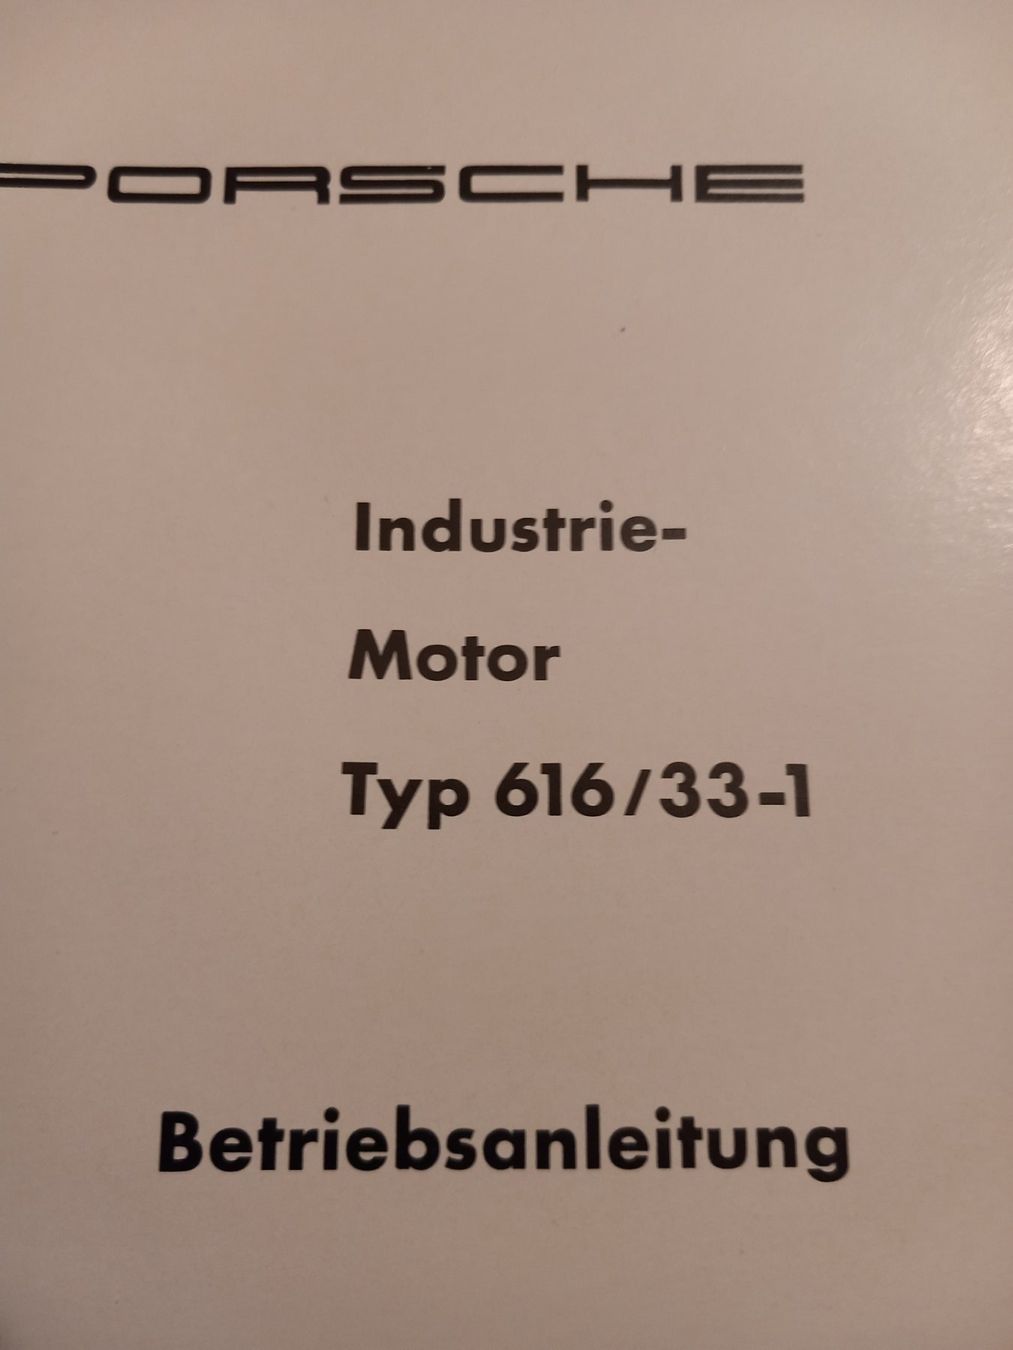 PORSCHE
Industrie-
Motor
Typ 616/33-1
Betriebsanleitung